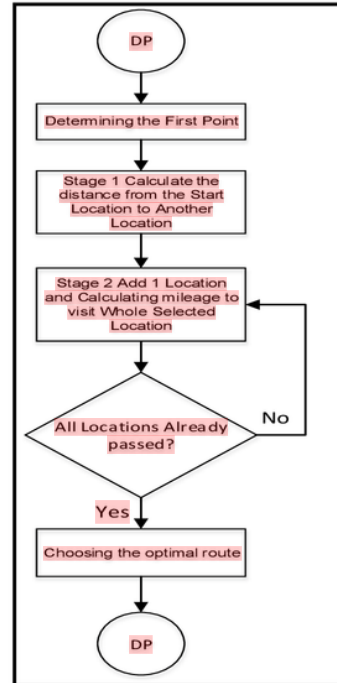 DP
Determining the First Point
Stage 1 Calculate the
distance from the Start
Location to Another
Location
Stage 2 Add 1 Location
and Calculating mileage to
visit Whole Selected
Location
All Locations Already
passed?
No
Yes
Choosing the optimal route
DP